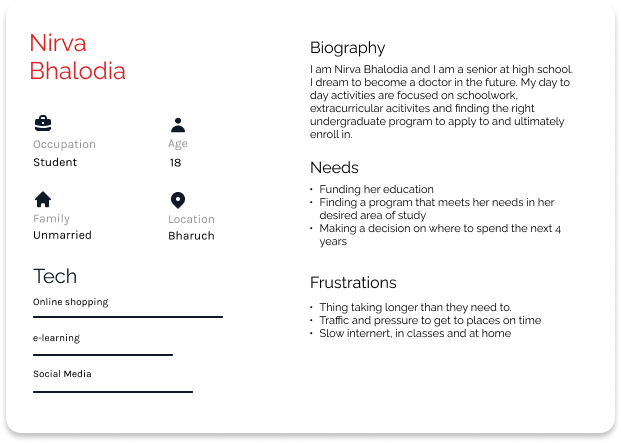 Nirva
Bhalodia
Occupation
Student
Age
18
Family
Unmarried
Location
Bharuch
Tech
Online shopping
e-learning
Social Media
Biography
I am Nirva Bhalodia and I am a senior at high school.
I dream to become a doctor in the future. My day to
day activities are focused on schoolwork,
extracurricular acitivites and finding the right
undergraduate program to apply to and ultimately
enroll in.
Needs
• Funding her education
• Finding a program that meets her needs in her
desired area of study
• Making a decision on where to spend the next 4
years
Frustrations
• Thing taking longer than they need to.
• Traffic and pressure to get to places on time
• Slow internert, in classes and at home